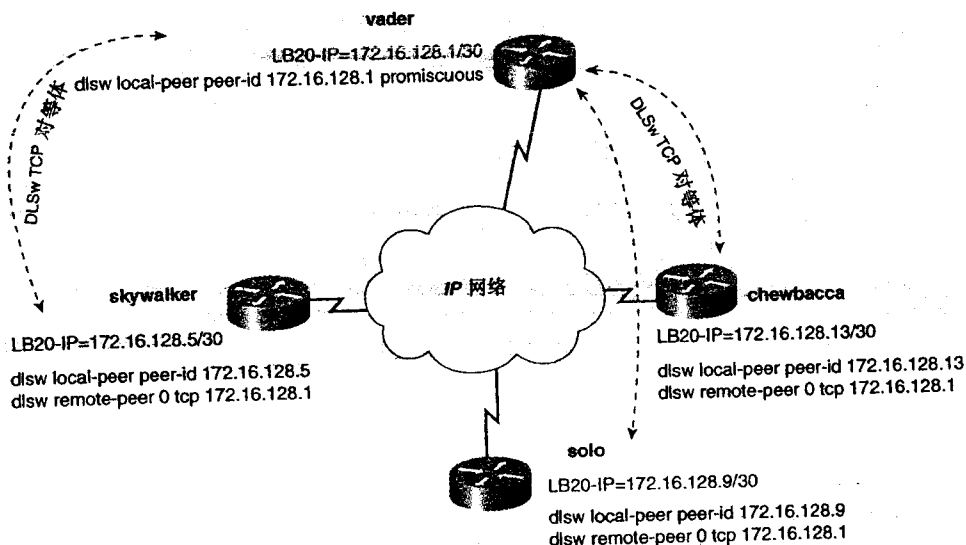 vader
LB20-IP=172.16.128.1/30
dlsw local-peer peer-id 172.16.128.1 promiscuous
DLSw TCP 对等体
DLSw TCP 对等体
IP 网络
skywalker
LB20-IP=172.16.128.5/30
dlsw local-peer peer-id 172.16.128.5
dlsw remote-peer 0 tcp 172.16.128.1
chewbacca
LB20-IP=172.16.128.13/30
dlsw local-peer peer-id 172.16.128.13
dlsw remote-peer 0 tcp 172.16.128.1
solo
LB20-IP=172.16.128.9/30
dlsw local-peer peer-id 172.16.128.9
dlsw remote-peer 0 tcp 172.16.128.1